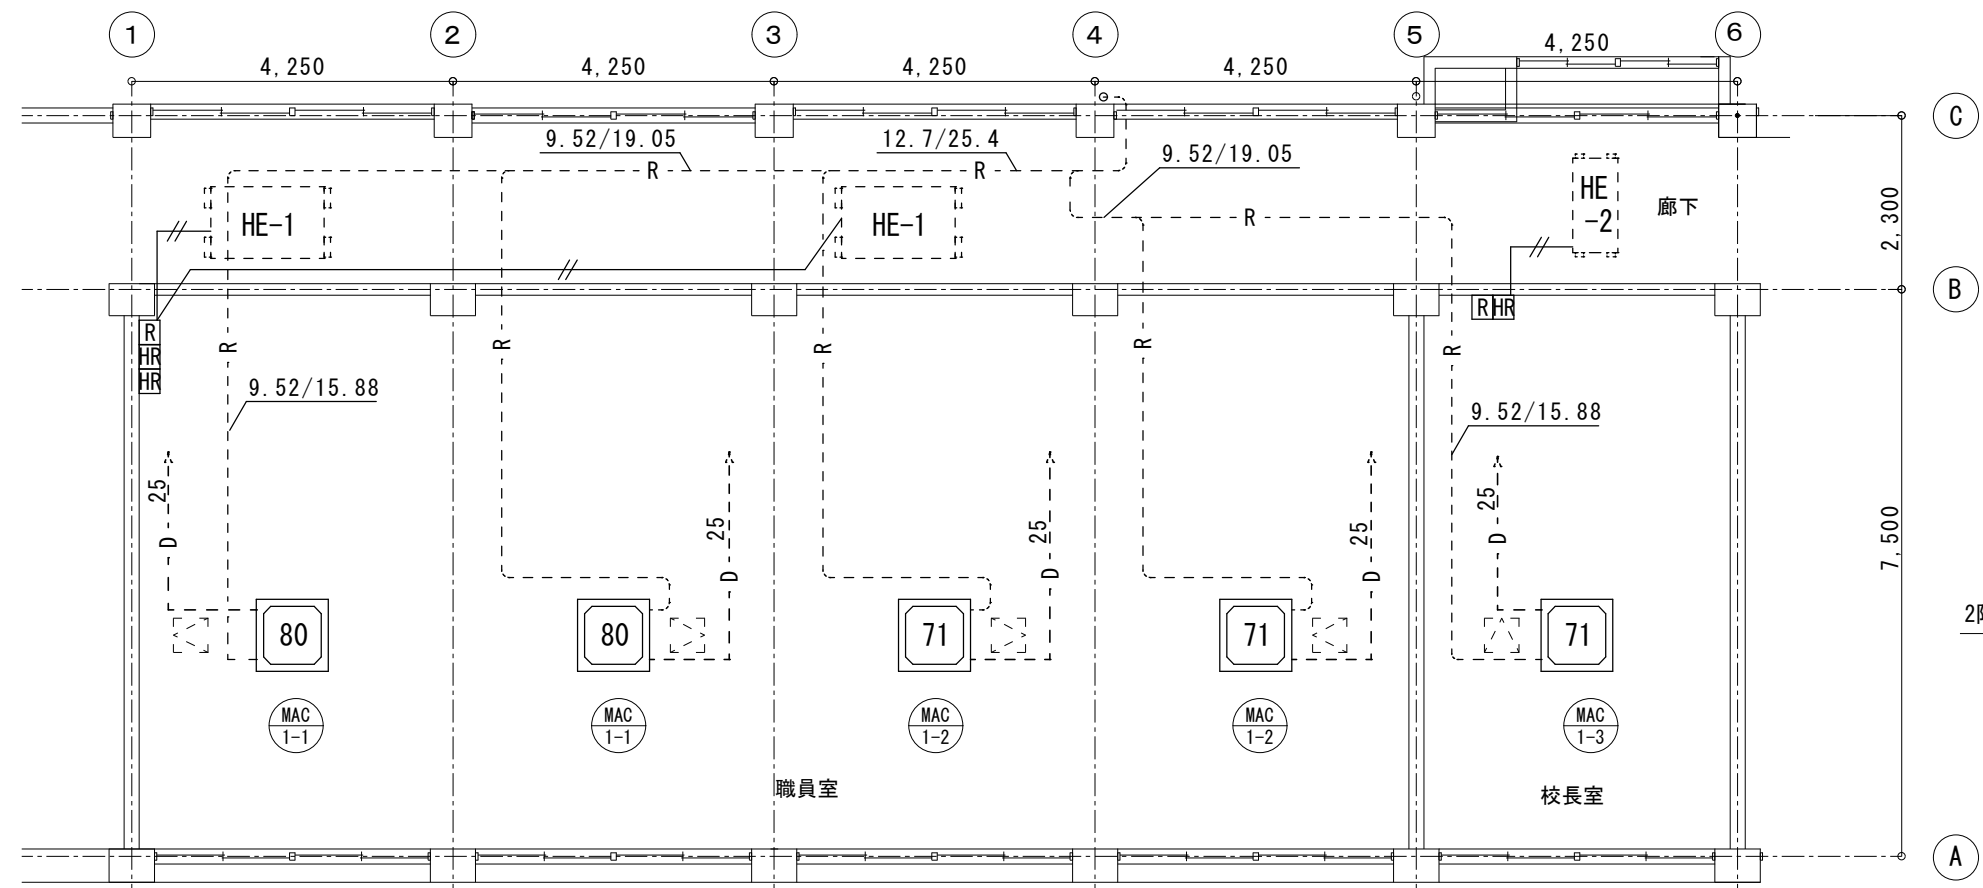 1
2
3
4
5
6
4,250
4,250
4,250
4,250
4,250
C
9.52/19.05
12.7/25.4
9.52/19.05
R
R
HE-1
HE-1
R
HE
-2
廊下
2,300
B
R
HR
HR
R HR
R
R
R
R
R
9.52/15.88
9.52/15.88
25
25
25
25
25
D
D
D
D
D
7,500
80
80
71
71
71
MAC
1-1
MAC
1-1
MAC
1-2
MAC
1-2
MAC
1-3
職員室
校長室
A